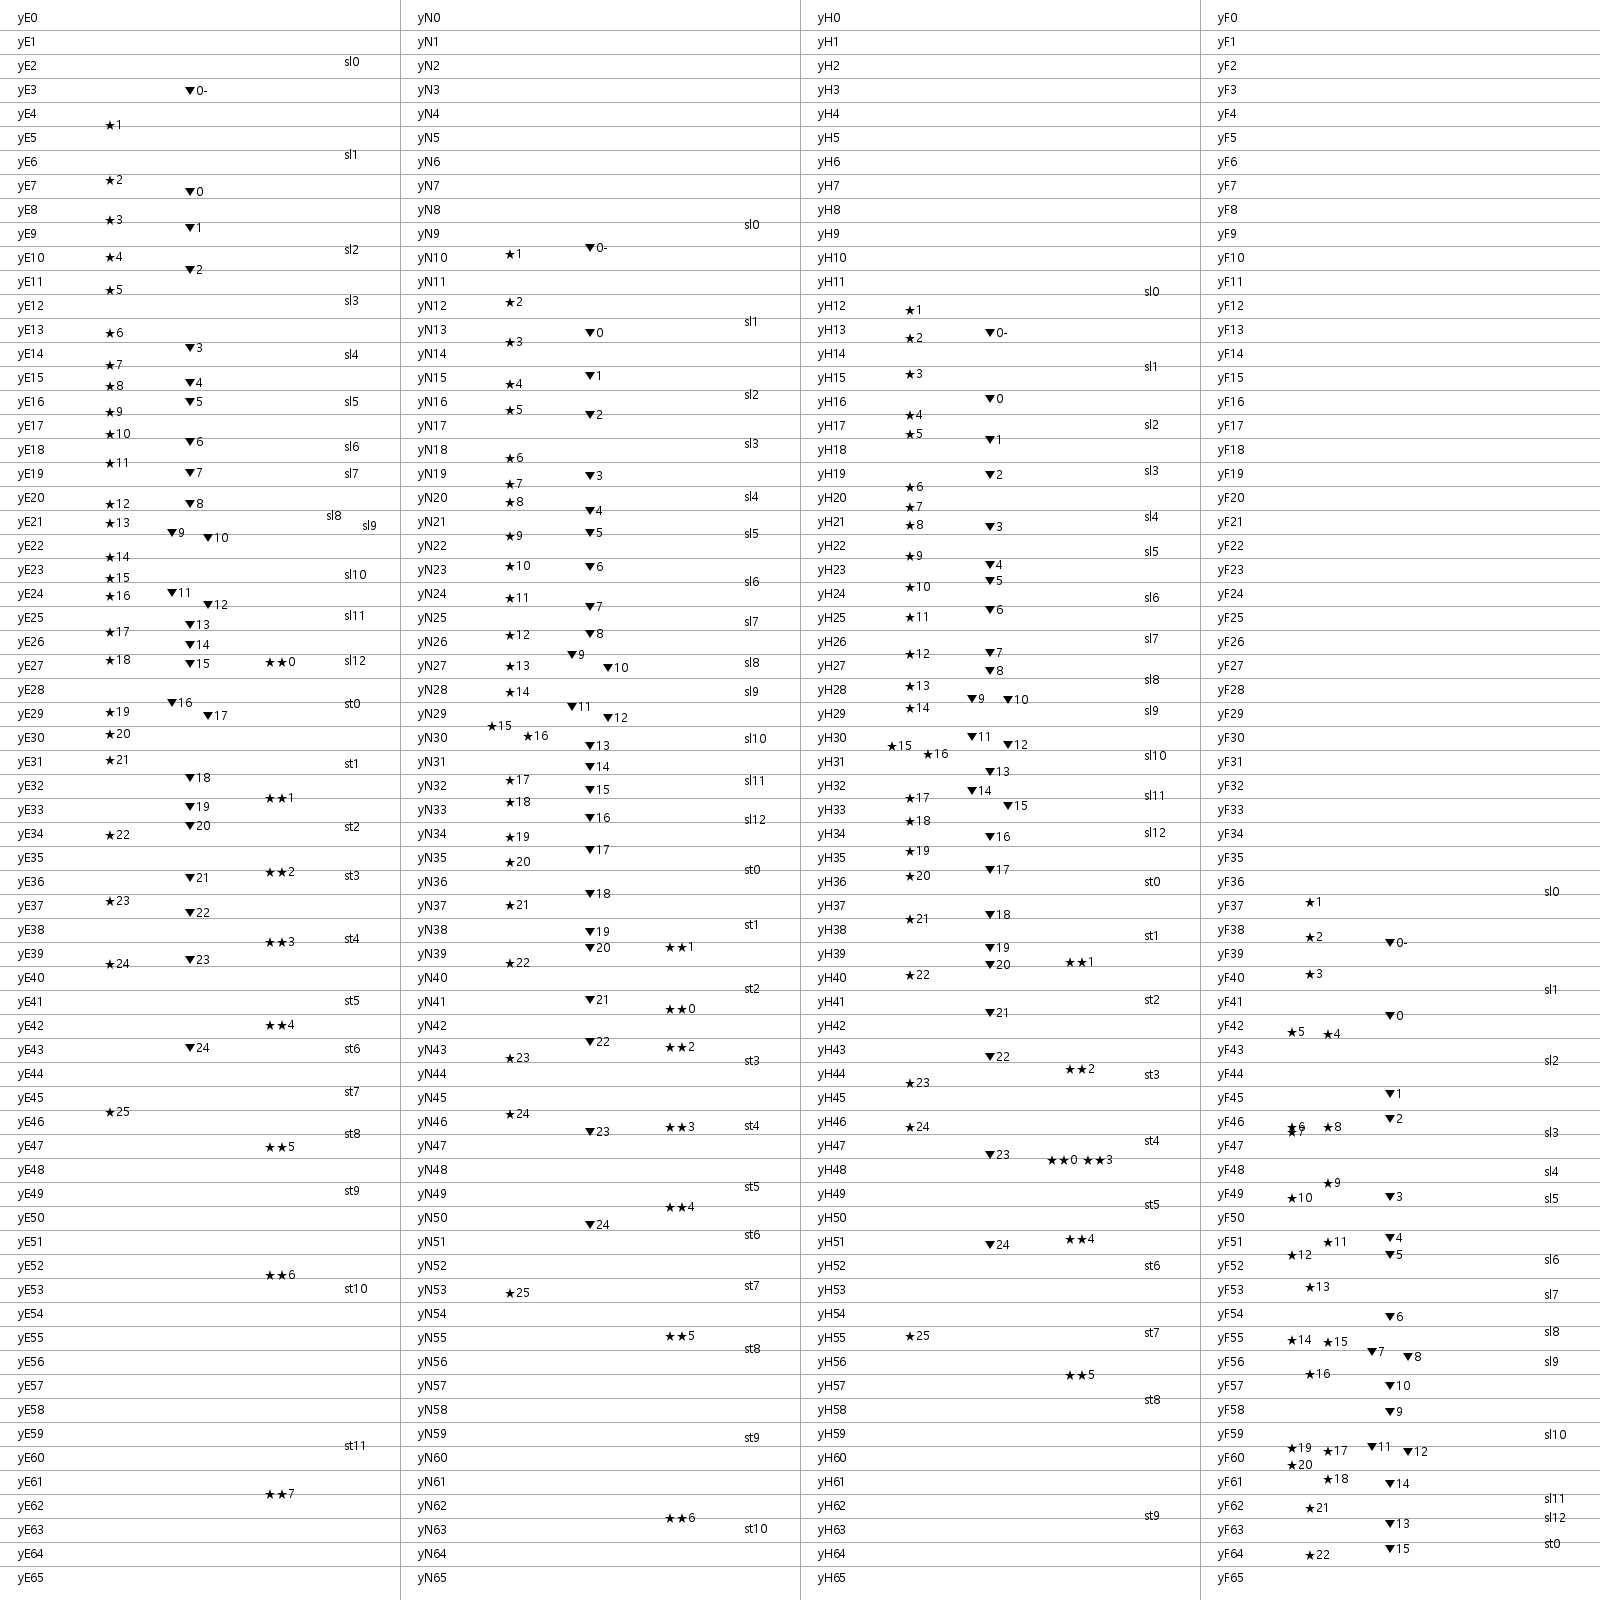 yE0
yE1
yE2 sl0
yE3 ▼0-
yE4 ★1
yE5
yE6 sl1
yE7 ★2 ▼0
yE8 ★3
yE9 ▼1
yE10 ★4 ▼2 sl2
yE11 ★5
yE12 sl3
yE13 ★6
yE14 ★7 ▼3 sl4
yE15 ★8 ▼4
yE16 ★9 ▼5 sl5
yE17 ★10
yE18 ▼6 sl6
yE19 ★11 ▼7 sl7
yE20 ★12 ▼8
yE21 ★13 ▼9 sl8 sl9
yE22 ★14 ▼10
yE23 ★15 sl10
yE24 ★16 ▼11 ▼12
yE25 ▼13 sl11
yE26 ★17 ▼14
yE27 ★18 ▼15 ★★0 sl12
yE28
yE29 ★19 ▼16 ▼17 st0
yE30 ★20
yE31 ★21 st1
yE32 ▼18 ★★1
yE33 ▼19
yE34 ★22 ▼20 st2
yE35
yE36 ▼21 ★★2 st3
yE37 ★23 ▼22
yE38 ★★3 st4
yE39 ★24 ▼23
yE40
yE41 st5
yE42 ★★4
yE43 ▼24 st6
yE44
yE45 st7
yE46 ★25 st8
yE47 ★★5
yE48
yE49 st9
yE50
yE51
yE52 ★★6
yE53 st10
yE54
yE55
yE56
yE57
yE58
yE59 st11
yE60
yE61 ★★7
yE62
yE63
yE64
yE65
yN0
yN1
yN2
yN3
yN4
yN5
yN6
yN7
yN8
yN9 sl0
yN10 ★1 ▼0-
yN11
yN12 ★2
yN13 ★3 ▼0 sl1
yN14
yN15 ★4 ▼1
yN16 ★5 ▼2 sl2
yN17
yN18 ★6 sl3
yN19 ★7 ▼3
yN20 ★8 ▼4 sl4
yN21 ▼5 sl5
yN22 ★9
yN23 ★10 ▼6 sl6
yN24 ★11 ▼7
yN25 sl7
yN26 ★12 ▼8
yN27 ★13 ▼9 ▼10 sl8
yN28 ★14 sl9
yN29 ★15 ▼11 ▼12
yN30 ★16 ▼13 sl10
yN31 ▼14
yN32 ★17 ▼15 sl11
yN33 ★18 ▼16 sl12
yN34 ★19
yN35 ★20 ▼17 st0
yN36 ▼18
yN37 ★21
yN38 ▼19 st1
yN39 ★22 ▼20 ★★1
yN40 st2
yN41 ▼21 ★★0
yN42
yN43 ★23 ▼22 ★★2 st3
yN44
yN45
yN46 ★24 ▼23 ★★3 st4
yN47
yN48
yN49 ★★4 st5
yN50 ▼24
yN51 st6
yN52
yN53 ★25 st7
yN54
yN55 ★★5 st8
yN56
yN57
yN58
yN59 st9
yN60
yN61
yN62 ★★6
yN63 st10
yN64
yN65
yH0
yH1
yH2
yH3
yH4
yH5
yH6
yH7
yH8
yH9
yH10
yH11 sl0
yH12 ★1
yH13 ★2 ▼0-
yH14
yH15 ★3 sl1
yH16 ▼0
yH17 ★4 ★5 sl2
yH18 ▼1
yH19 ▼2 sl3
yH20 ★6 ★7
yH21 ★8 ▼3 sl4
yH22 ★9 sl5
yH23 ▼4 ▼5
yH24 ★10 sl6
yH25 ★11 ▼6
yH26 ★12 ▼7 sl7
yH27 ▼8
yH28 ★13 ▼9 ▼10 sl8
yH29 ★14 sl9
yH30 ★15 ▼11 ▼12
yH31 ★16 ▼13 sl10
yH32 ★17 ▼14 sl11
yH33 ★18 ▼15
yH34 ▼16 sl12
yH35 ★19 ▼17
yH36 ★20 st0
yH37 ▼18
yH38 ★21 st1
yH39 ▼19 ▼20 ★★1
yH40 ★22
yH41 ▼21 st2
yH42
yH43 ▼22
yH44 ★23 ★★2 st3
yH45
yH46 ★24
yH47 ▼23 st4
yH48 ★★0 ★★3
yH49 st5
yH50
yH51 ▼24 ★★4
yH52 st6
yH53
yH54
yH55 ★25 st7
yH56
yH57 ★★5
yH58 st8
yH59
yH60
yH61
yH62 st9
yH63
yH64
yH65
yF0
yF1
yF2
yF3
yF4
yF5
yF6
yF7
yF8
yF9
yF10
yF11
yF12
yF13
yF14
yF15
yF16
yF17
yF18
yF19
yF20
yF21
yF22
yF23
yF24
yF25
yF26
yF27
yF28
yF29
yF30
yF31
yF32
yF33
yF34
yF35
yF36 sl0
yF37 ★1
yF38 ★2 ▼0-
yF39
yF40 ★3 sl1
yF41 ▼0
yF42 ★5 ★4
yF43 sl2
yF44
yF45 ▼1
yF46 ★6 ★7 ★8 ▼2 sl3
yF47
yF48 sl4
yF49 ★10 ★9 ▼3 sl5
yF50
yF51 ★11 ▼4
yF52 ★12 ▼5 sl6
yF53 ★13 sl7
yF54 ▼6
yF55 ★14 ★15 sl8
yF56 ★16 ▼7 ▼8 sl9
yF57 ▼10
yF58 ▼9
yF59 sl10
yF60 ★19 ★17 ▼11 ▼12 ★20
yF61 ★18 ▼14
yF62 ★21 sl11 sl12
yF63 ▼13 st0
yF64 ★22 ▼15
yF65